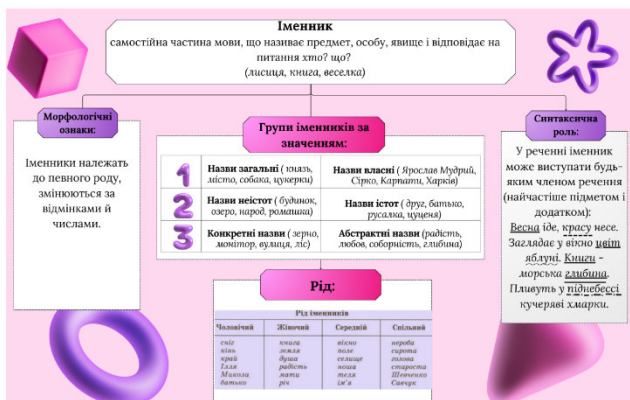 Іменник
самостійна частина мови, що називає предмет, особу, явище і відповідає на
питання хто? що?
(лисиця, книга, веселка)
Морфологічні
ознаки:
Іменники належать
до певного роду,
змінюються за
відмінками й
числами.
Групи іменників за
значенням:
1
Назви загальні ( князь,
місто, собака, цукерки)
Назви власні ( Ярослав Мудрий,
Сірко, Карпати, Харків)
2
Назви неістот ( будинок,
озеро, народ, ромашка)
Назви істот ( друг, батько,
русалка, цуценя)
3
Конкретні назви ( зерно,
монітор, вулиця, ліс)
Абстрактні назви (радість,
любов, соборність, глибина)
Рід:
Рід іменників
Чоловічий Жіночий Середній Спільний
сніг книга вікно нероба
кінь земля поле сирота
край душа селище голова
Ілля радість лоша староста
Микола мати теля Шевченко
батько річ ім'я Савчук
Синтаксична
роль:
У реченні іменник
може виступати будь-
яким членом речення
(найчастіше підметом і
додатком):
Весна іде, красу несе.
Заглядає у вікно цвіт
яблуні. Книги -
морська глибина.
Пливуть у піднебессі
кучеряві хмарки.